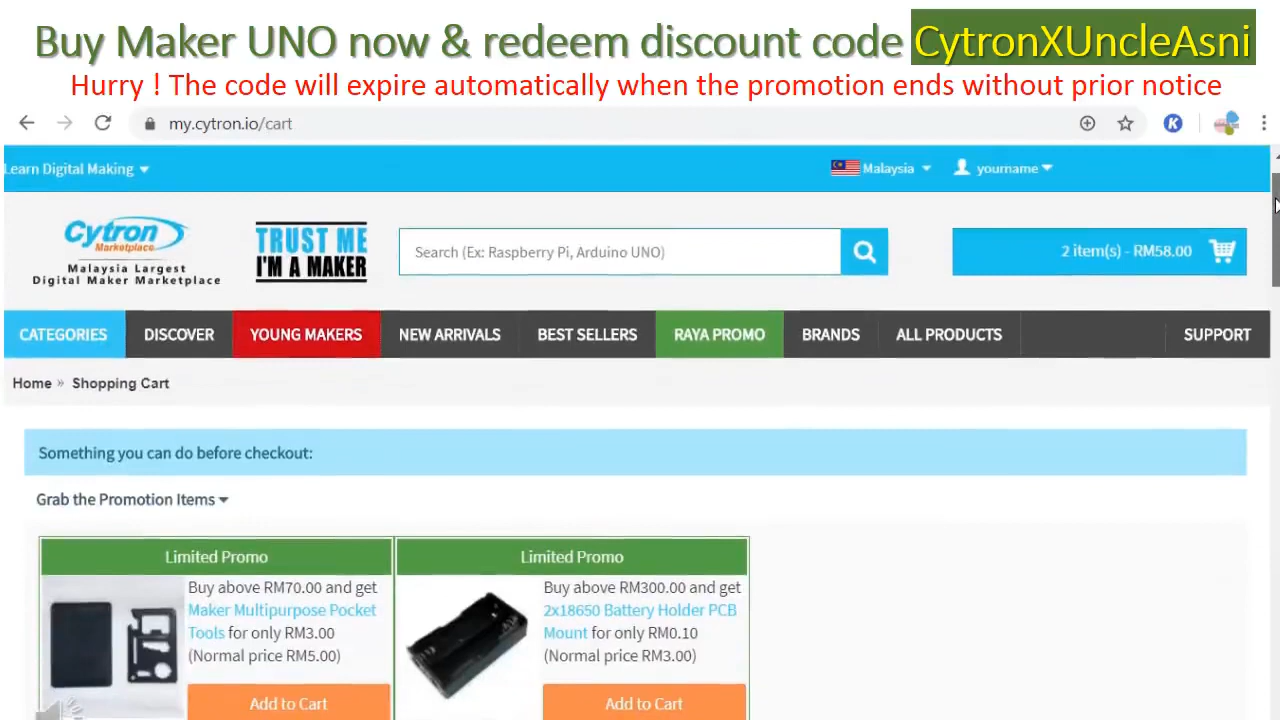 Buy Maker UNO now & redeem discount code CytronXUncleAsni
Hurry ! The code will expire automatically when the promotion ends without prior notice
my.cytron.io/cart
K
Learn Digital Making
Malaysia
yourname
Cytron
Marketplace
Malaysia Largest
Digital Maker Marketplace
TRUST ME
I'M A MAKER
Search (Ex: Raspberry Pi, Arduino UNO)
2 item(s) - RM58.00
CATEGORIES DISCOVER YOUNG MAKERS NEW ARRIVALS BEST SELLERS RAYA PROMO BRANDS ALL PRODUCTS SUPPORT
Home » Shopping Cart
Something you can do before checkout:
Grab the Promotion Items
Limited Promo
Buy above RM70.00 and get
Maker Multipurpose Pocket
Tools for only RM3.00
(Normal price RM5.00)
Add to Cart
Limited Promo
Buy above RM300.00 and get
2x18650 Battery Holder PCB
Mount for only RM0.10
(Normal price RM3.00)
Add to Cart